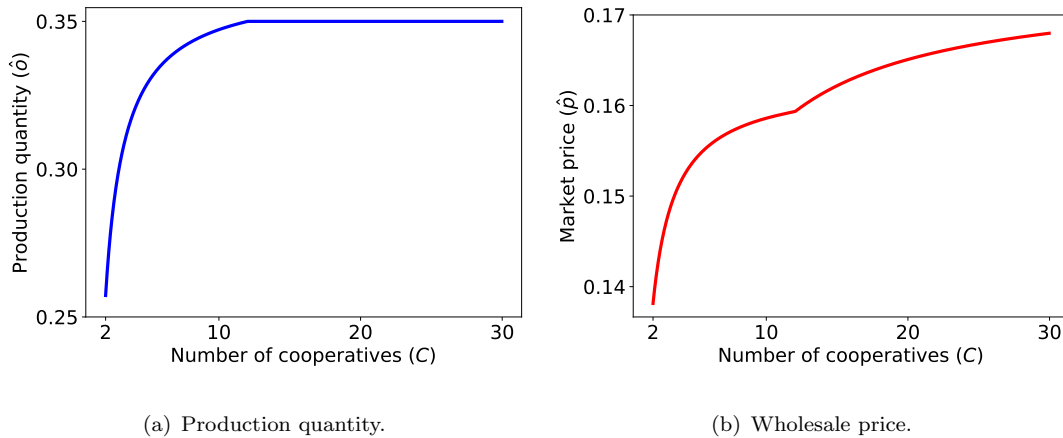 0.35
0.30
0.25
Production quantity (ô)
2
10
20
30
Number of cooperatives (C)
(a) Production quantity.
0.17
0.16
0.15
0.14
Market price (p̂)
2
10
20
30
Number of cooperatives (C)
(b) Wholesale price.